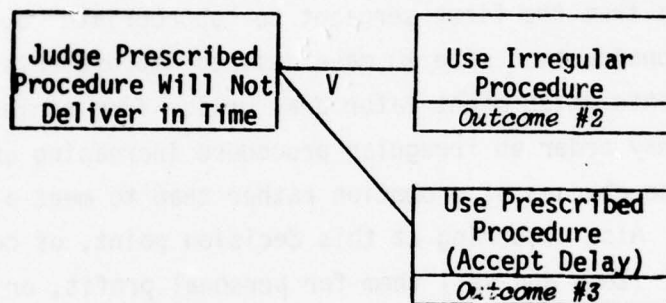 Judge Prescribed
Procedure Will Not
Deliver in Time
V
Use Irregular
Procedure
Outcome #2
Use Prescribed
Procedure
(Accept Delay)
Outcome #3